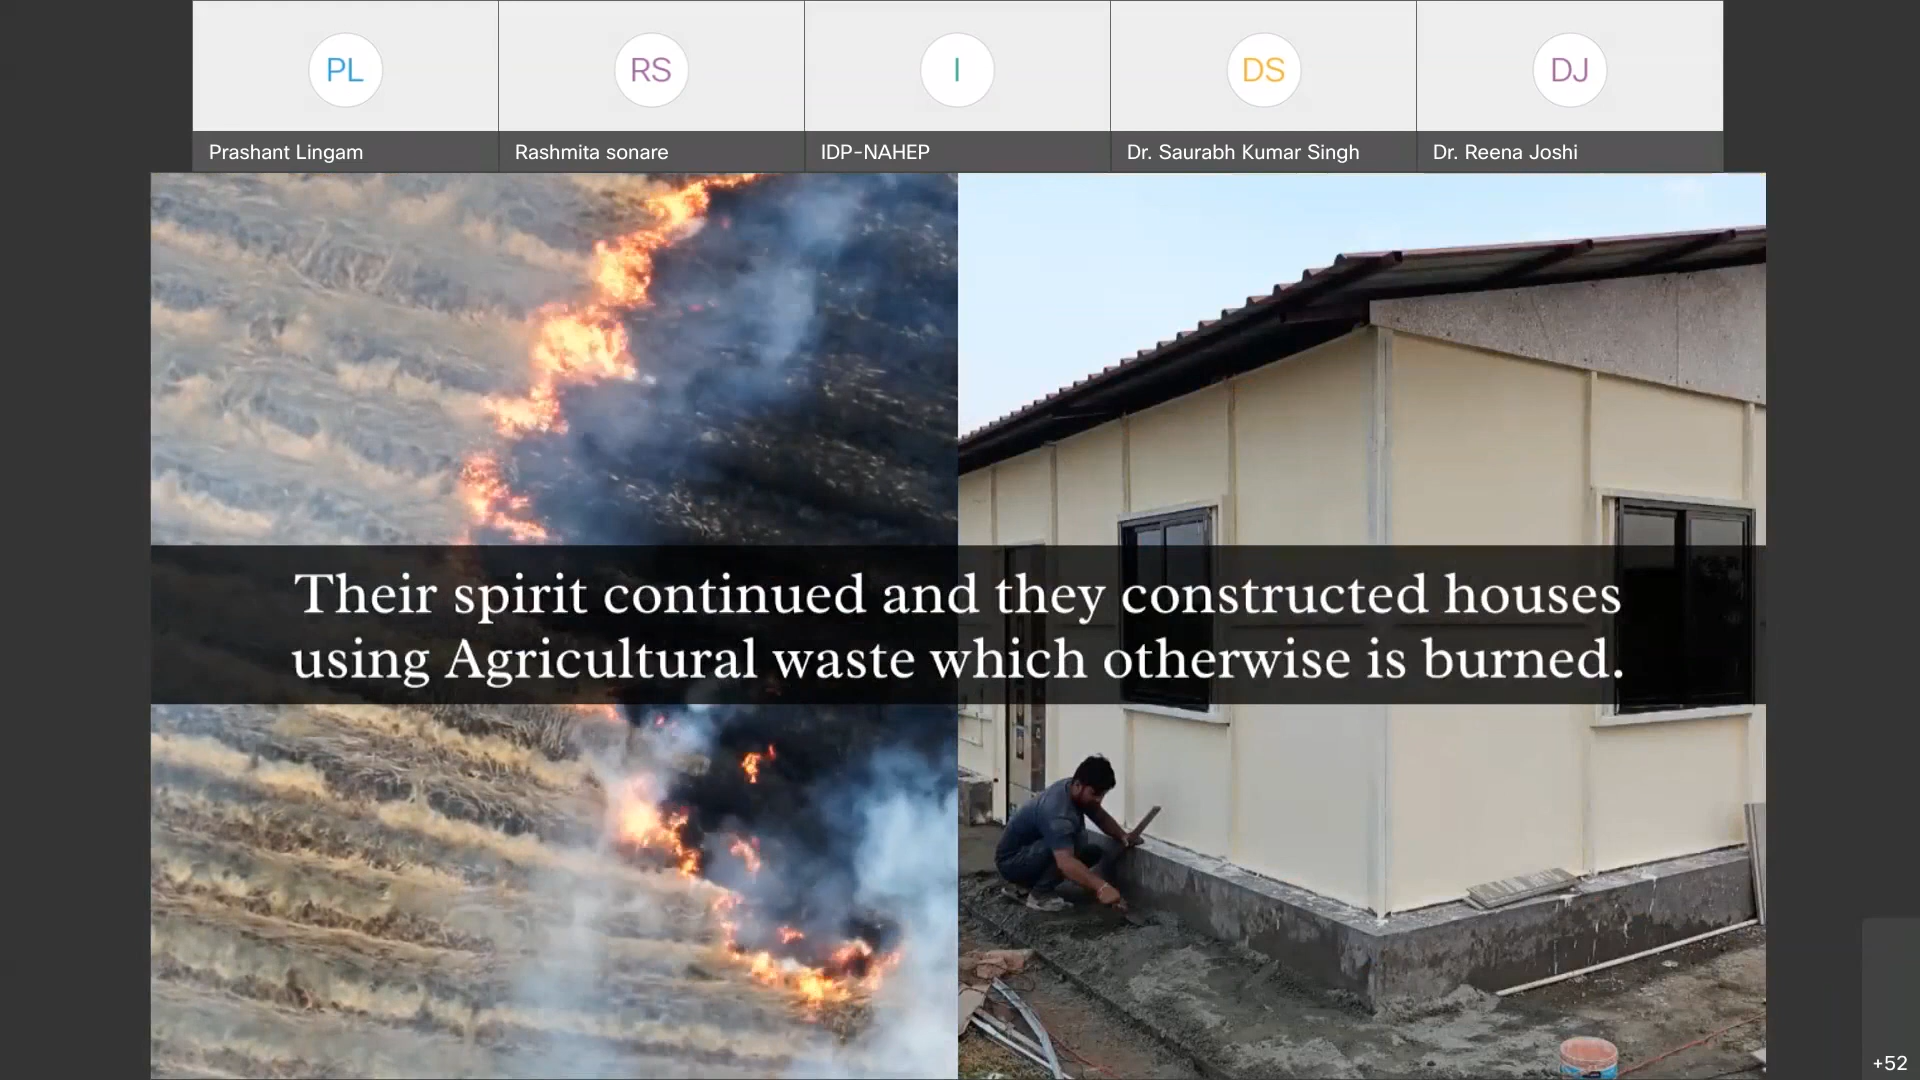 PL
RS
I
DS
DJ
Prashant Lingam
Rashmita sonare
IDP-NAHEP
Dr. Saurabh Kumar Singh
Dr. Reena Joshi
Their spirit continued and they constructed houses
using Agricultural waste which otherwise is burned.
+52